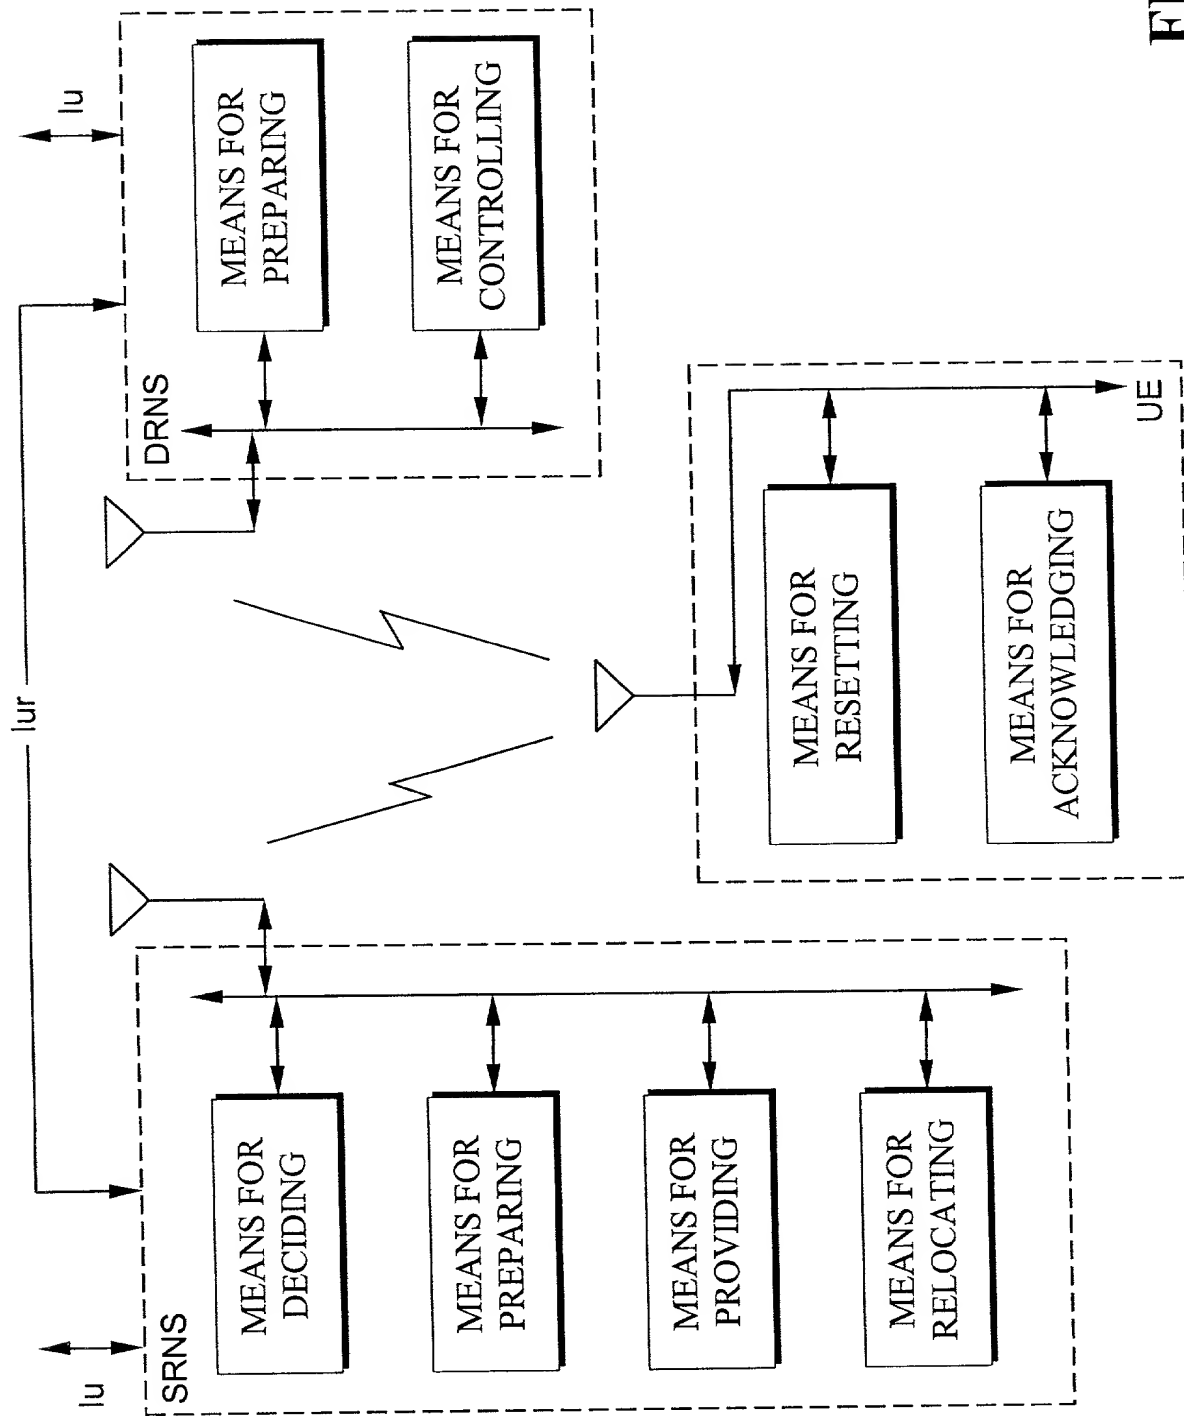 Iur
Iu
SRNS
MEANS FOR
DECIDING
MEANS FOR
PREPARING
MEANS FOR
PROVIDING
MEANS FOR
RELOCATING
Iu
DRNS
MEANS FOR
PREPARING
MEANS FOR
CONTROLLING
MEANS FOR
RESETTING
MEANS FOR
ACKNOWLEDGING
UE